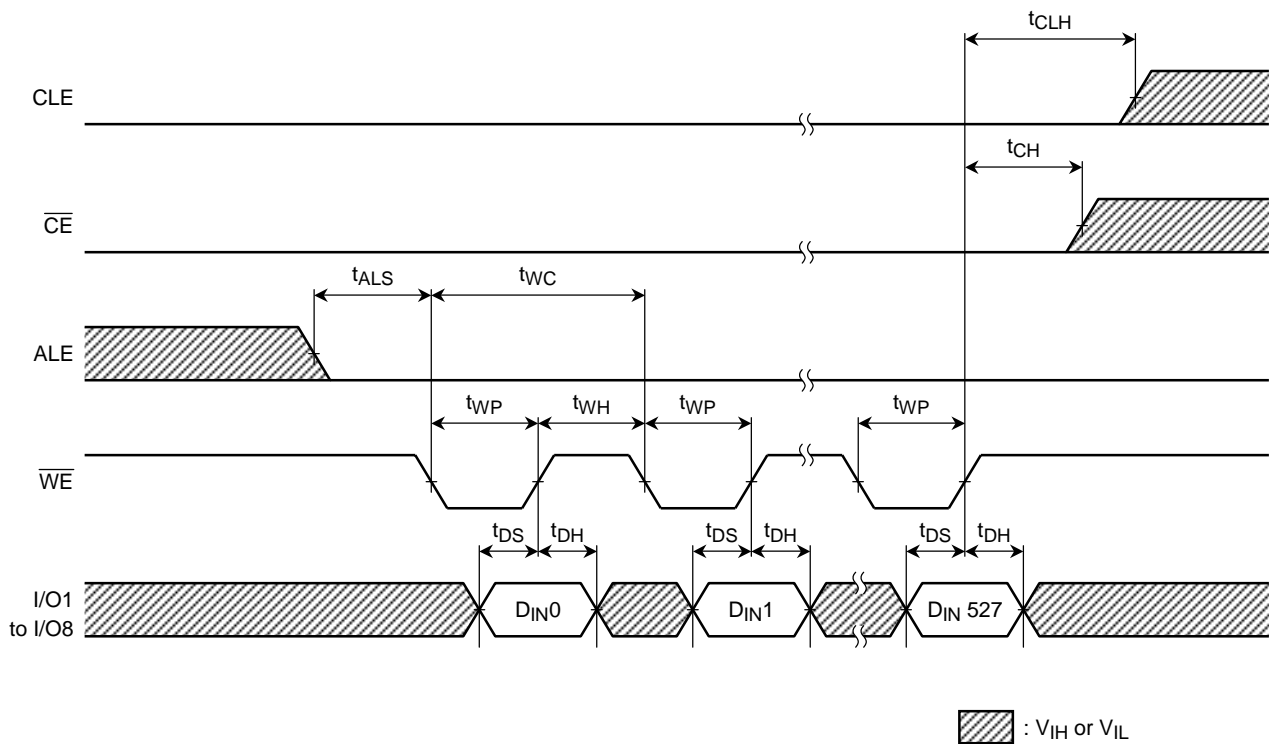 tCLH
CLE
tCH
CE
tALS
tWC
ALE
tWP
tWH
tWP
tWP
WE
tDS
tDH
tDS
tDH
tDS
tDH
I/O1
to I/O8
DIN0
DIN1
DIN 527
: VIH or VIL